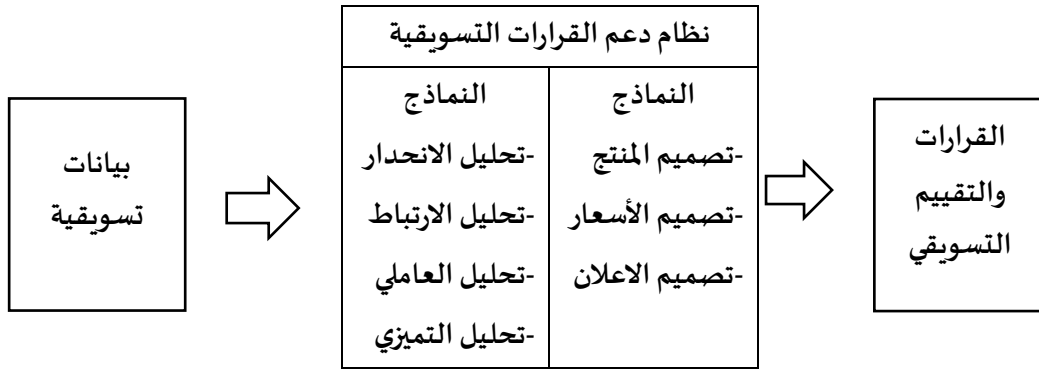 نظام دعم القرارات التسويقية
النماذج
-تصميم المنتج
-تصميم الأسعار
-تصميم الاعلان
النماذج
-تحليل الانحدار
-تحليل الارتباط
-تحليل العاملي
-تحليل التميزي
القرارات
والتقييم
التسويقي
بيانات
تسويقية